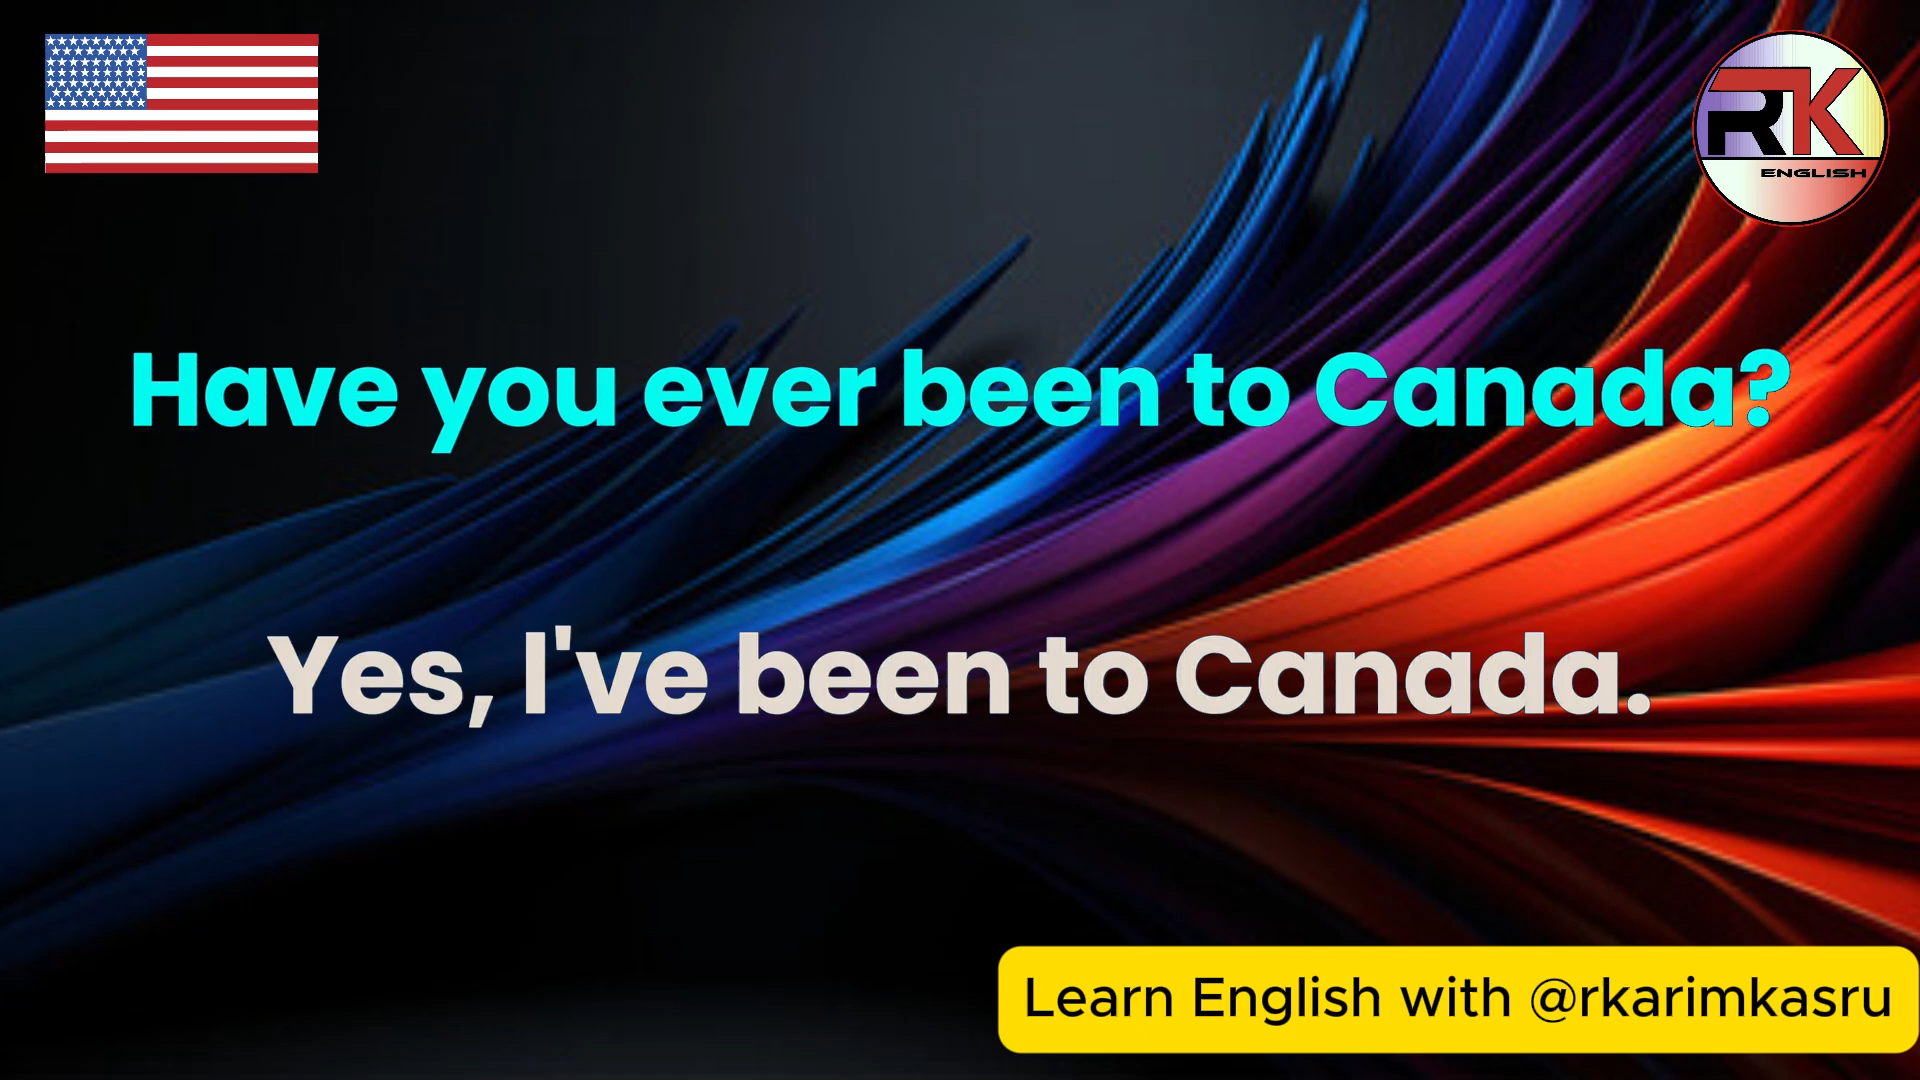 RK
ENGLISH
Have you ever been to Canada?
Yes, I've been to Canada.
Learn English with @rkarimkasru